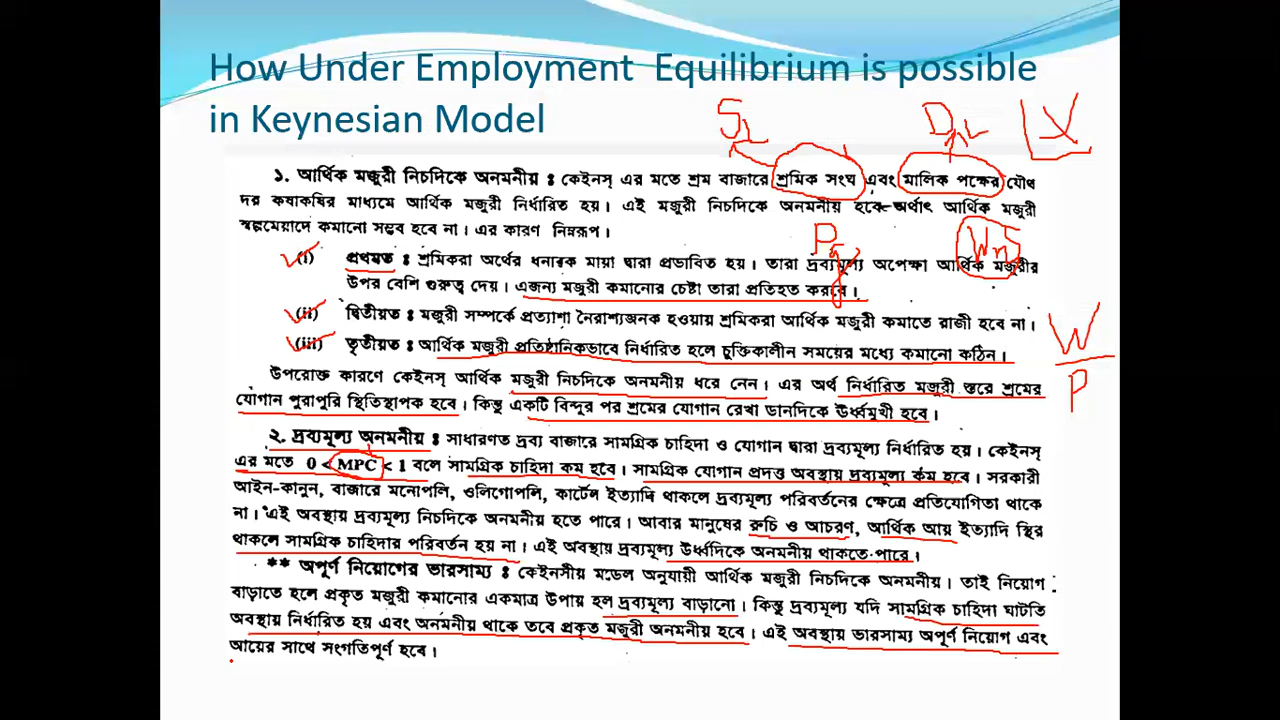 How Under Employment Equilibrium is possible
in Keynesian Model
S_L D_L
১. আর্থিক মজুরী নিচদিকে অনমনীয় : কেইনস্ এর মতে শ্রম বাজারে শ্রমিক সংঘ এবং মালিক পক্ষের যৌথ
দর কষাকষির মাধ্যমে আর্থিক মজুরী নির্ধারিত হয়। এই মজুরী নিচদিকে অনমনীয় হবে অর্থাৎ আর্থিক মজুরী
স্বল্পমেয়াদে কমানো সম্ভব হবে না। এর কারণ নিম্নরূপ।
(i) প্রথমত : শ্রমিকরা অর্থের ধনাত্বক মায়া দ্বারা প্রভাবিত হয়। তারা দ্রব্যমূল্য অপেক্ষা আর্থিক মজুরীর
উপর বেশি গুরুত্ব দেয়। এজন্য মজুরী কমানোর চেষ্টা তারা প্রতিহত করবে।
(ii) দ্বিতীয়ত : মজুরী সম্পর্কে প্রত্যাশা নৈরাশ্যজনক হওয়ায় শ্রমিকরা আর্থিক মজুরী কমাতে রাজী হবে না।
(iii) তৃতীয়ত : আর্থিক মজুরী প্রতিষ্ঠানিকভাবে নির্ধারিত হলে চুক্তিকালীন সময়ের মধ্যে কমানো কঠিন।
W
P
উপরোক্ত কারণে কেইনস্ আর্থিক মজুরী নিচদিকে অনমনীয় ধরে নেন। এর অর্থ নির্ধারিত মজুরী স্তরে শ্রমের
যোগান পুরাপুরি স্থিতিস্থাপক হবে। কিন্তু একটি বিন্দুর পর শ্রমের যোগান রেখা ডানদিকে ঊর্ধ্বমুখী হবে।
২. দ্রব্যমূল্য অনমনীয় : সাধারণত দ্রব্য বাজারে সামগ্রিক চাহিদা ও যোগান দ্বারা দ্রব্যমূল্য নির্ধারিত হয়। কেইনস্
এর মতে 0 < MPC < 1 বলে সামগ্রিক চাহিদা কম হবে। সামগ্রিক যোগান প্রদত্ত অবস্থায় দ্রব্যমূল্য কম হবে। সরকারী
আইন-কানুন, বাজারে মনোপলি, ওলিগোপলি, কার্টেল ইত্যাদি থাকলে দ্রব্যমূল্য পরিবর্তনের ক্ষেত্রে প্রতিযোগিতা থাকে
না। এই অবস্থায় দ্রব্যমূল্য নিচদিকে অনমনীয় হতে পারে। আবার মানুষের রুচি ও আচরণ, আর্থিক আয় ইত্যাদি স্থির
থাকলে সামগ্রিক চাহিদার পরিবর্তন হয় না। এই অবস্থায় দ্রব্যমূল্য উর্ধ্বদিকে অনমনীয় থাকতে পারে।
** অপূর্ণ নিয়োগের ভারসাম্য : কেইনসীয় মডেল অনুযায়ী আর্থিক মজুরী নিচদিকে অনমনীয়। তাই নিয়োগ
বাড়াতে হলে প্রকৃত মজুরী কমানোর একমাত্র উপায় হল দ্রব্যমূল্য বাড়ানো। কিন্তু দ্রব্যমূল্য যদি সামগ্রিক চাহিদা ঘাটতি
অবস্থায় নির্ধারিত হয় এবং অনমনীয় থাকে তবে প্রকৃত মজুরী অনমনীয় হবে। এই অবস্থায় ভারসাম্য অপূর্ণ নিয়োগ এবং
আয়ের সাথে সংগতিপূর্ণ হবে।